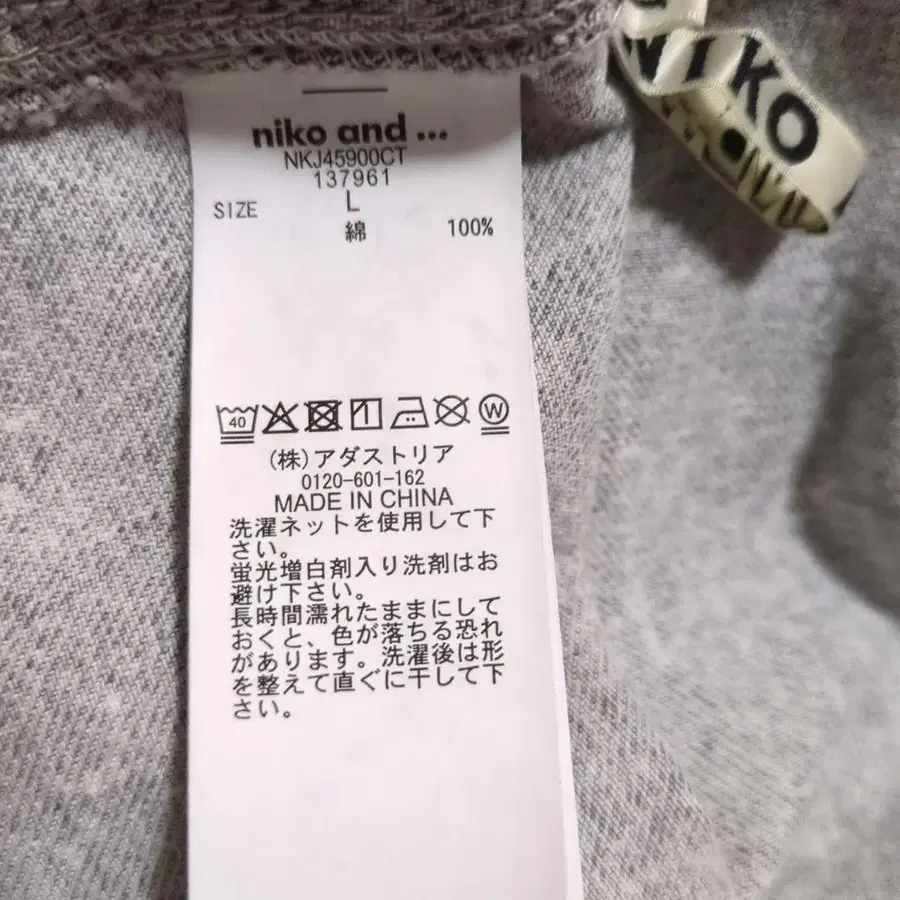 niko and ...
NKJ45900CT
137961
SIZE L
綿 100%
40
W
(株)アダストリア
0120-601-162
MADE IN CHINA
洗濯ネットを使用して下
さい。
蛍光増白剤入り洗剤はお
避け下さい。
長時間濡れたままにして
おくと、色が落ちる恐れ
があります。洗濯後は形
を整えて直ぐに干して下
さい。
NIKO